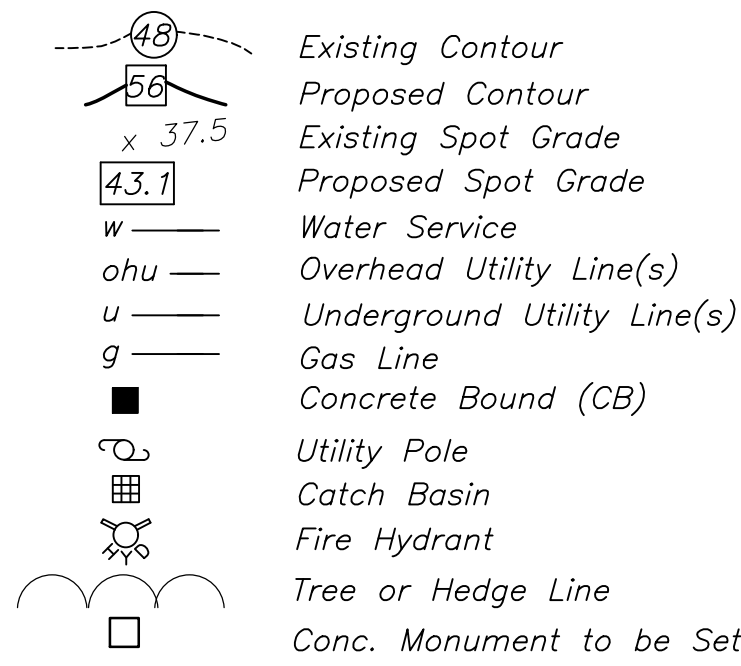 48 Existing Contour
56 Proposed Contour
x 37.5 Existing Spot Grade
43.1 Proposed Spot Grade
w Water Service
ohu Overhead Utility Line(s)
u Underground Utility Line(s)
g Gas Line
Concrete Bound (CB)
Utility Pole
Catch Basin
HYD Fire Hydrant
Tree or Hedge Line
Conc. Monument to be Set